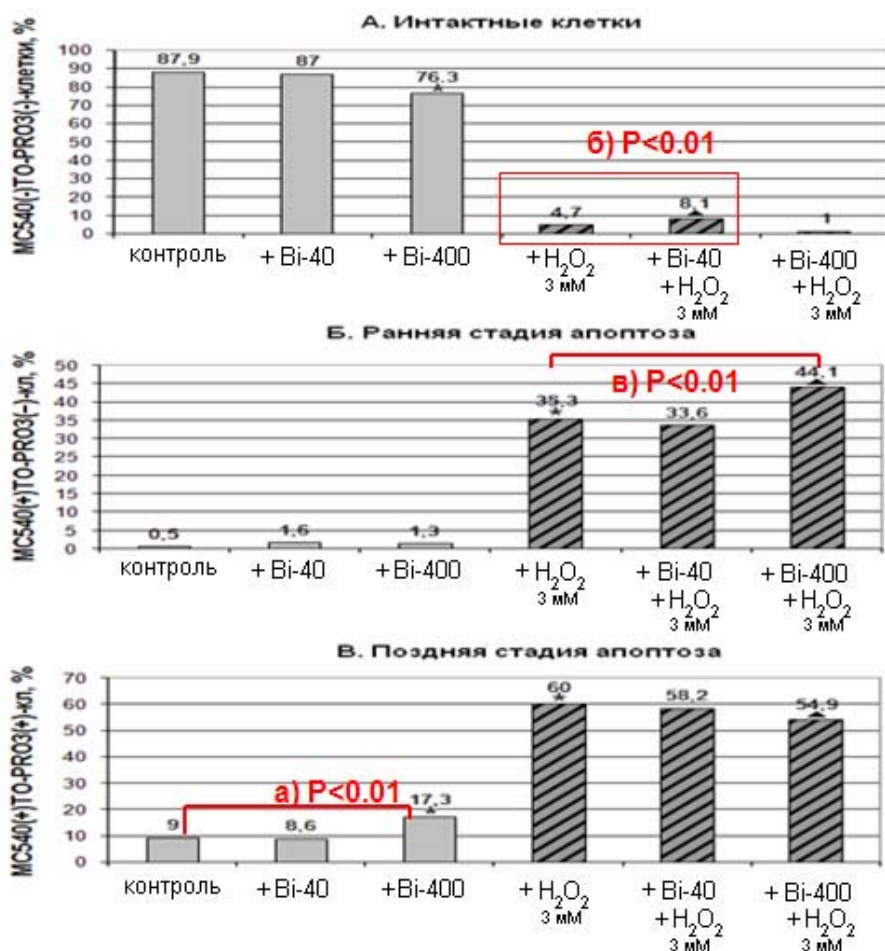 А. Интактные клетки
МС540(-)ТО-PRO3(-)-клетки, %
100
90
80
70
60
50
40
30
20
10
0
87,9
87
76,3
*
б) P<0.01
4,7
8,1
1
контроль
+ Bi-40
+ Bi-400
+ H₂O₂
3 мМ
+ Bi-40
+ H₂O₂
3 мМ
+ Bi-400
+ H₂O₂
3 мМ
Б. Ранняя стадия апоптоза
МС540(+)ТО-PRO3(-)-кл, %
50
45
40
35
30
25
20
15
10
5
0
в) P<0.01
0,5
1,6
1,3
35,3
*
33,6
44,1
контроль
+ Bi-40
+ Bi-400
+ H₂O₂
3 мМ
+ Bi-40
+ H₂O₂
3 мМ
+ Bi-400
+ H₂O₂
3 мМ
В. Поздняя стадия апоптоза
МС540(+)ТО-PRO3(+)-кл, %
70
60
50
40
30
20
10
0
а) P<0.01
9
8,6
17,3
*
60
*
58,2
54,9
контроль
+ Bi-40
+ Bi-400
+ H₂O₂
3 мМ
+ Bi-40
+ H₂O₂
3 мМ
+ Bi-400
+ H₂O₂
3 мМ